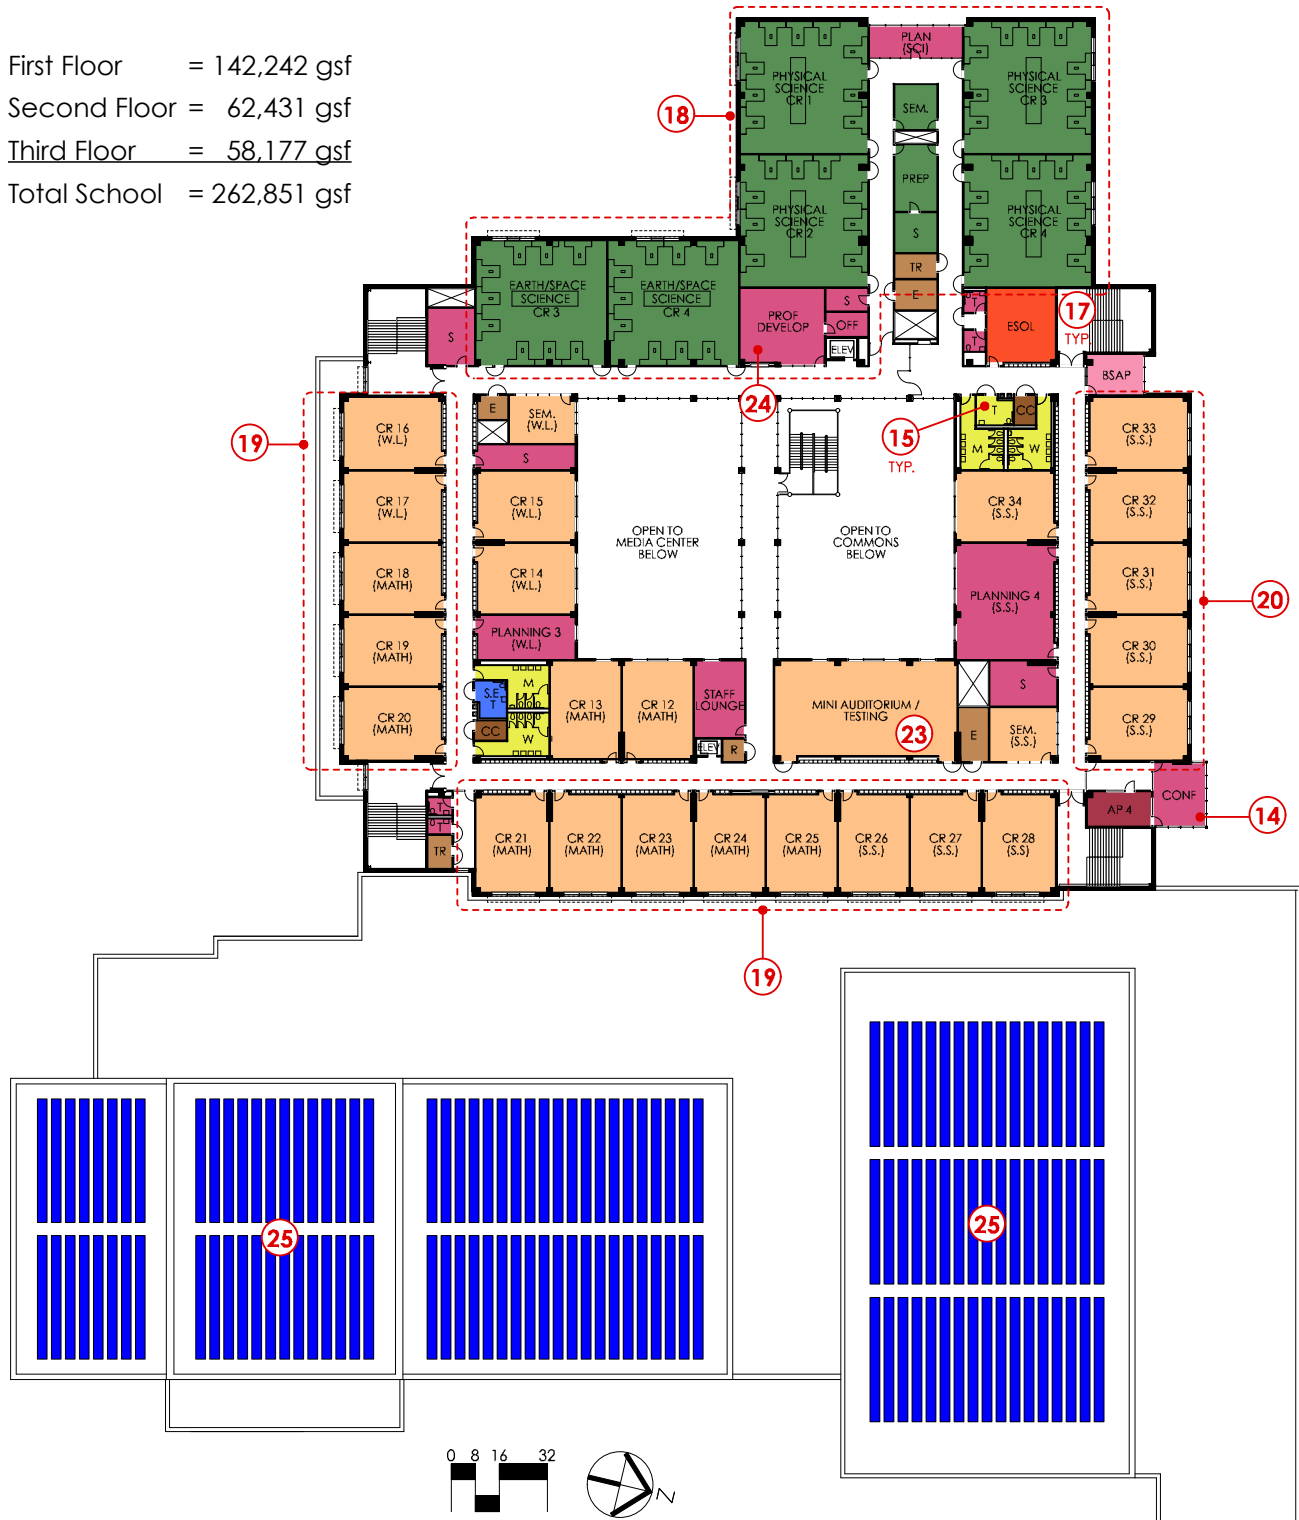 First Floor = 142,242 gsf
Second Floor = 62,431 gsf
Third Floor = 58,177 gsf
Total School = 262,851 gsf
PLAN
(SCI)
PHYSICAL
SCIENCE
CR 1
PHYSICAL
SCIENCE
CR 3
18
SEM.
PREP
PHYSICAL
SCIENCE
CR 2
PHYSICAL
SCIENCE
CR 4
S
TR
E
EARTH/SPACE
SCIENCE
CR 3
EARTH/SPACE
SCIENCE
CR 4
PROF
DEVELOP
S
OFF
ELEV
T
T
ESOL
17
TYP
S
BSAP
24
19
CR 16
(W.L.)
E
SEM.
(W.L.)
S
15
TYP.
T
CC
M
W
CR 33
(S.S.)
CR 17
(W.L.)
CR 15
(W.L.)
CR 34
(S.S.)
CR 32
(S.S.)
OPEN TO
MEDIA CENTER
BELOW
OPEN TO
COMMONS
BELOW
CR 18
(MATH)
CR 14
(W.L.)
PLANNING 4
(S.S.)
CR 31
(S.S.)
20
CR 19
(MATH)
PLANNING 3
(W.L.)
CR 30
(S.S.)
CR 20
(MATH)
S.E
T
M
CC
W
CR 13
(MATH)
CR 12
(MATH)
STAFF
LOUNGE
ELEV
R
MINI AUDITORIUM /
TESTING
23
S
E
SEM.
(S.S.)
CR 29
(S.S.)
CONF
14
AP 4
T
T
TR
CR 21
(MATH)
CR 22
(MATH)
CR 23
(MATH)
CR 24
(MATH)
CR 25
(MATH)
CR 26
(S.S.)
CR 27
(S.S.)
CR 28
(S.S)
19
25
25
0 8 16 32
N